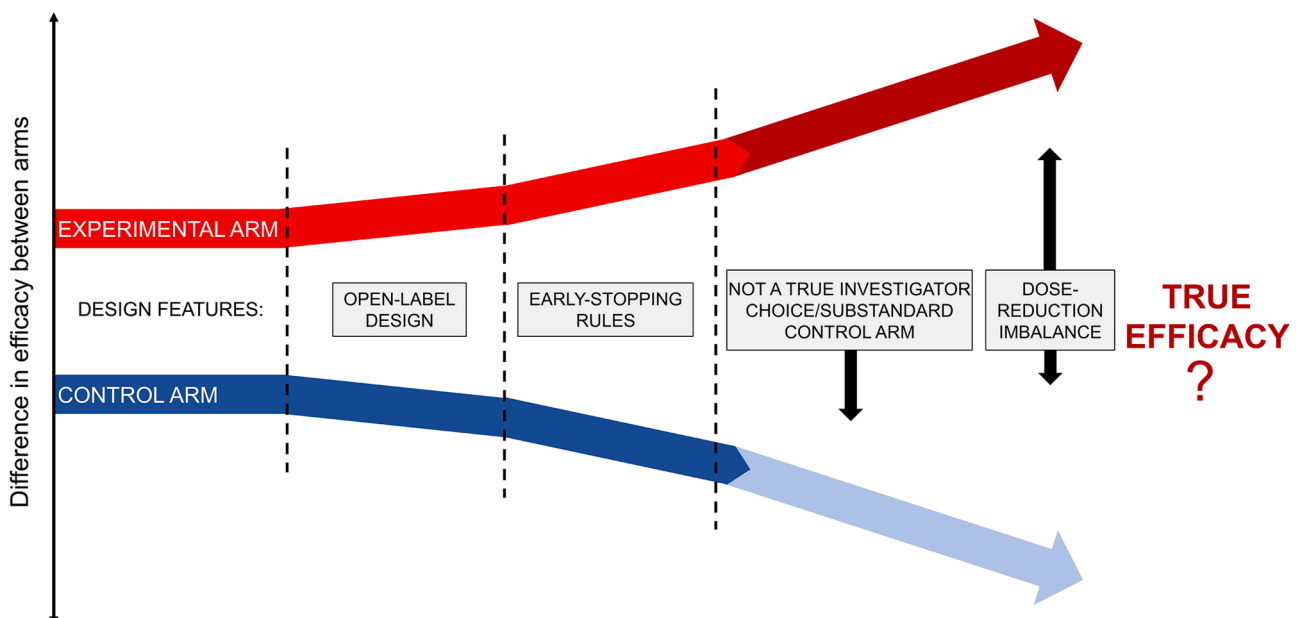 Difference in efficacy between arms
EXPERIMENTAL ARM
DESIGN FEATURES:
OPEN-LABEL
DESIGN
EARLY-STOPPING
RULES
NOT A TRUE INVESTIGATOR
CHOICE/SUBSTANDARD
CONTROL ARM
DOSE-
REDUCTION
IMBALANCE
TRUE
EFFICACY
?
CONTROL ARM